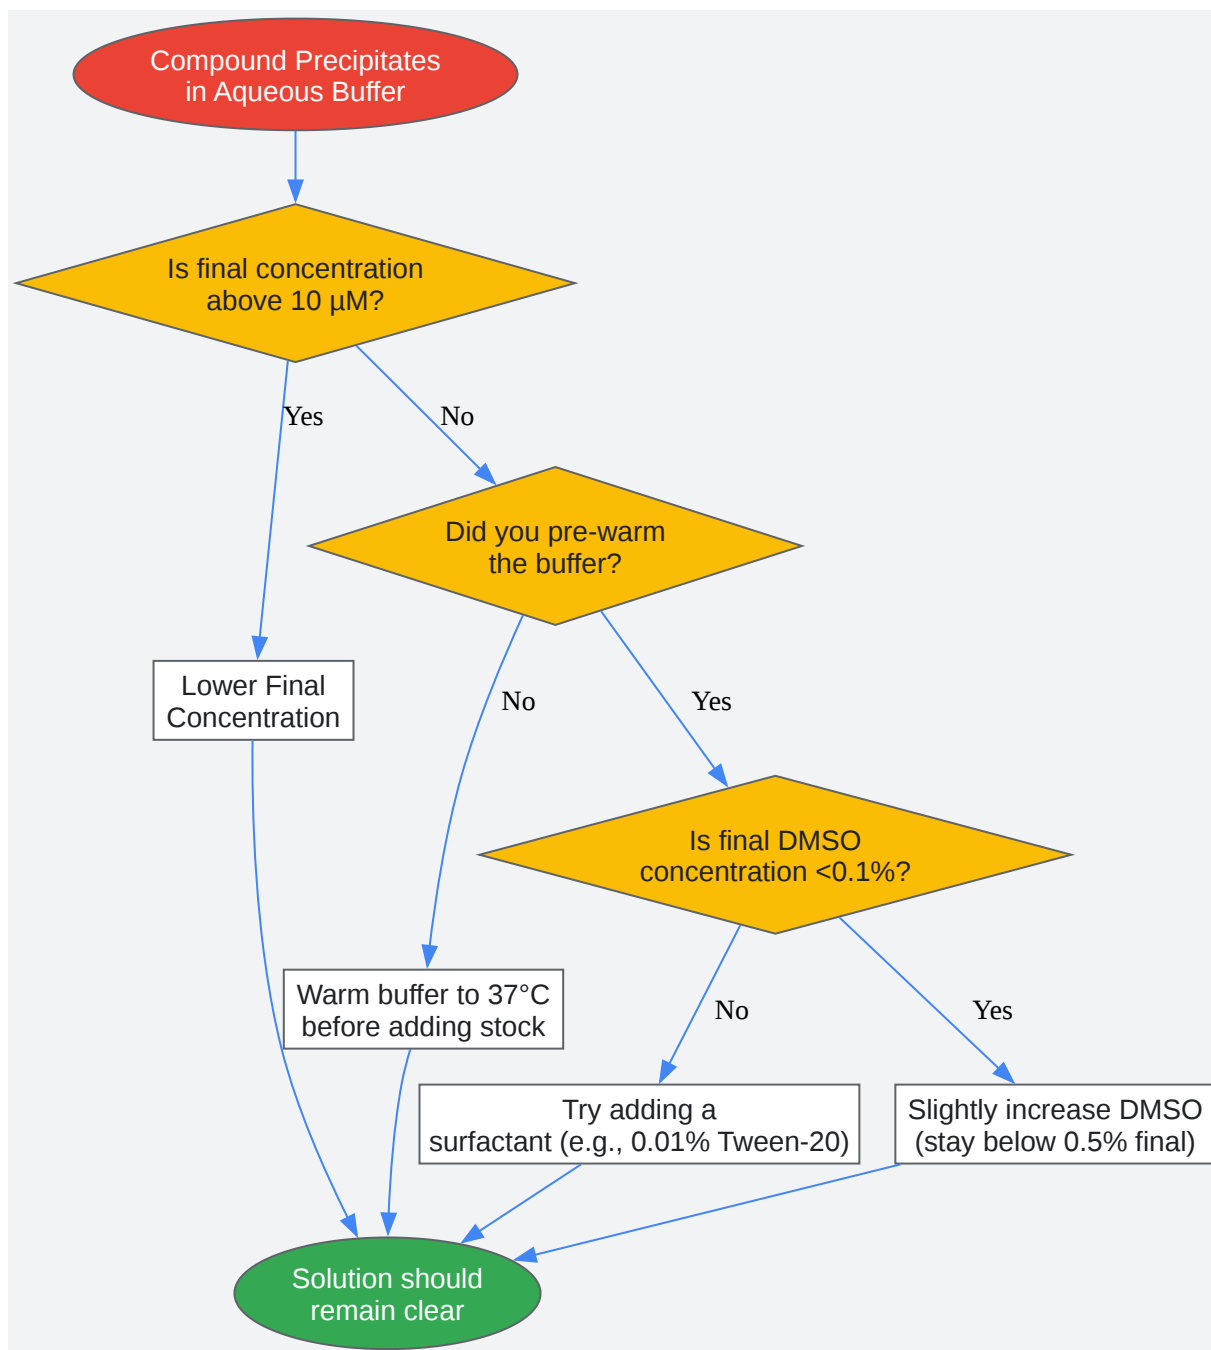 Compound Precipitates
in Aqueous Buffer
Is final concentration
above 10 µM?
Yes
No
Did you pre-warm
the buffer?
Lower Final
Concentration
No
Yes
Is final DMSO
concentration <0.1%?
Warm buffer to 37°C
before adding stock
No
Yes
Try adding a
surfactant (e.g., 0.01% Tween-20)
Slightly increase DMSO
(stay below 0.5% final)
Solution should
remain clear